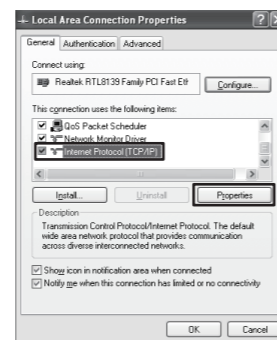 Local Area Connection Properties
General Authentication Advanced
Connect using:
Realtek RTL8139 Family PCI Fast Eth
Configure...
This connection uses the following items:
QoS Packet Scheduler
Network Monitor Driver
Internet Protocol (TCP/IP)
Install... Uninstall Properties
Description
Transmission Control Protocol/Internet Protocol. The default
wide area network protocol that provides communication
across diverse interconnected networks.
Show icon in notification area when connected
Notify me when this connection has limited or no connectivity
OK Cancel